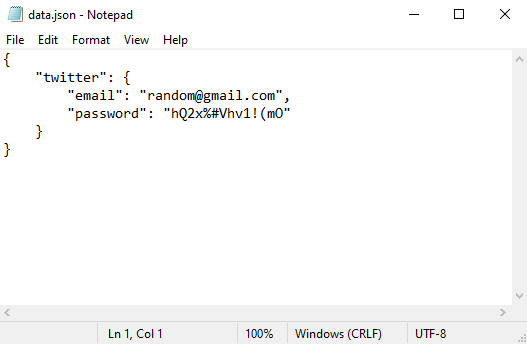 data.json - Notepad
File Edit Format View Help
{
    "twitter": {
        "email": "random@gmail.com",
        "password": "hQ2x%#Vhv1!(mO"
    }
}
Ln 1, Col 1 100% Windows (CRLF) UTF-8